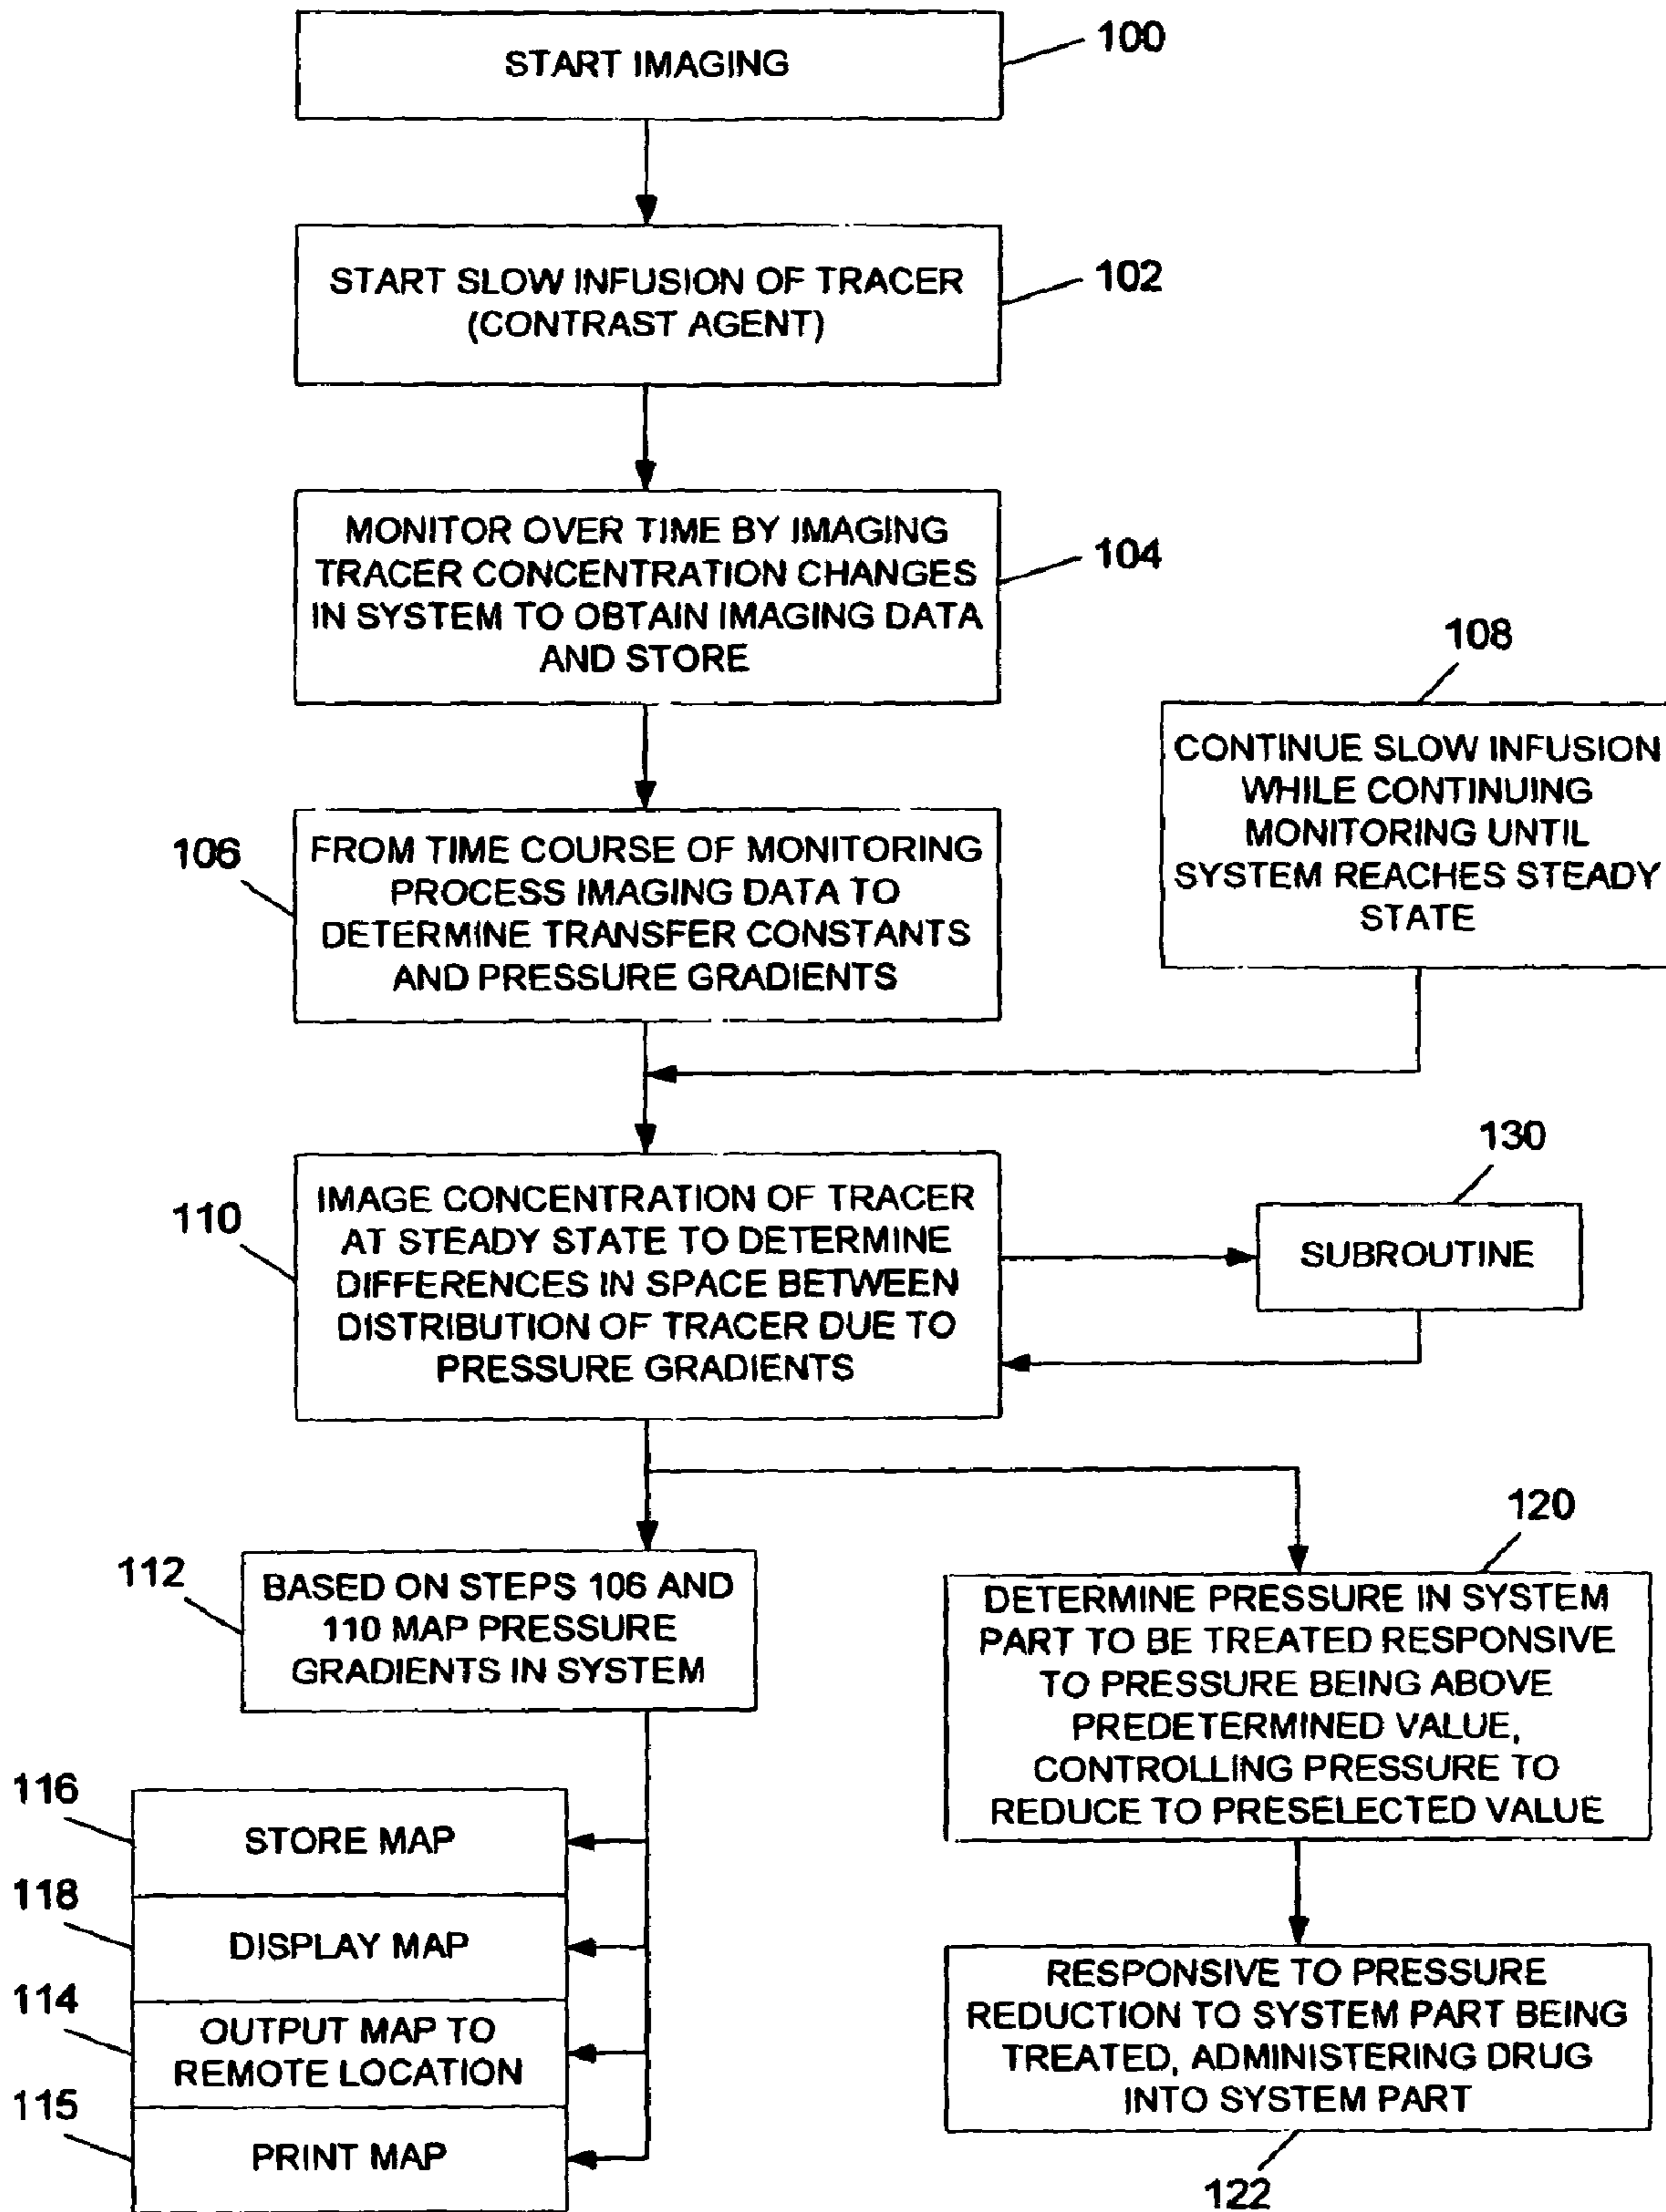 START IMAGING
100
START SLOW INFUSION OF TRACER
(CONTRAST AGENT)
102
MONITOR OVER TIME BY IMAGING
TRACER CONCENTRATION CHANGES
IN SYSTEM TO OBTAIN IMAGING DATA
AND STORE
104
106
FROM TIME COURSE OF MONITORING
PROCESS IMAGING DATA TO
DETERMINE TRANSFER CONSTANTS
AND PRESSURE GRADIENTS
108
CONTINUE SLOW INFUSION
WHILE CONTINUING
MONITORING UNTIL
SYSTEM REACHES STEADY
STATE
110
IMAGE CONCENTRATION OF TRACER
AT STEADY STATE TO DETERMINE
DIFFERENCES IN SPACE BETWEEN
DISTRIBUTION OF TRACER DUE TO
PRESSURE GRADIENTS
130
SUBROUTINE
112
BASED ON STEPS 106 AND
110 MAP PRESSURE
GRADIENTS IN SYSTEM
116
STORE MAP
118
DISPLAY MAP
114
OUTPUT MAP TO
REMOTE LOCATION
115
PRINT MAP
120
DETERMINE PRESSURE IN SYSTEM
PART TO BE TREATED RESPONSIVE
TO PRESSURE BEING ABOVE
PREDETERMINED VALUE,
CONTROLLING PRESSURE TO
REDUCE TO PRESELECTED VALUE
RESPONSIVE TO PRESSURE
REDUCTION TO SYSTEM PART BEING
TREATED, ADMINISTERING DRUG
INTO SYSTEM PART
122